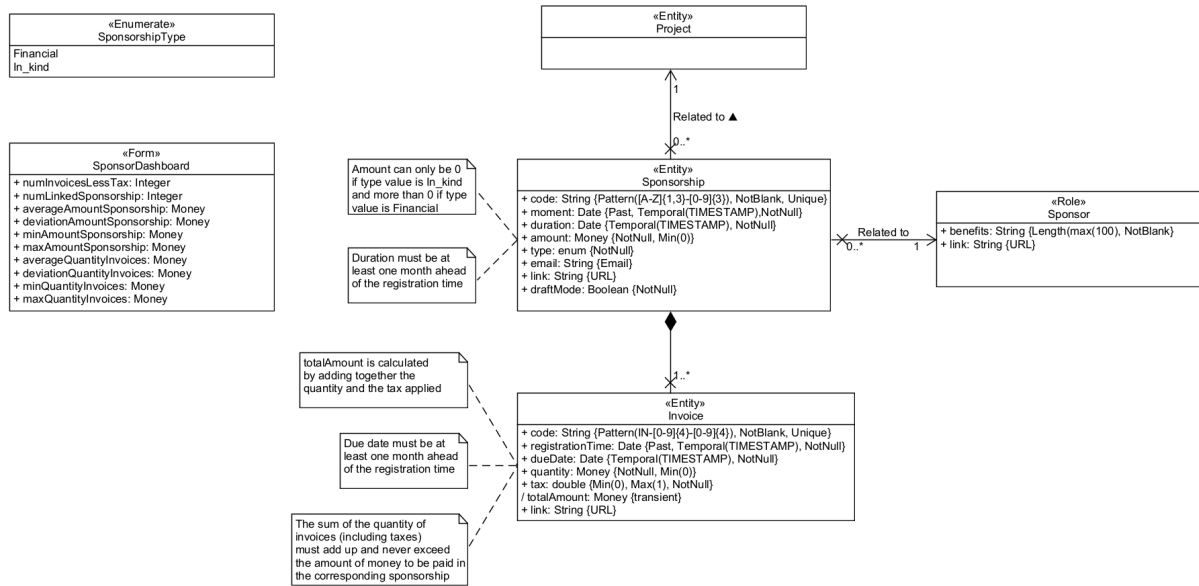 «Enumerate»
SponsorshipType
Financial
In_kind
«Entity»
Project
1
Related to ▲
0..*
«Form»
SponsorDashboard
+ numInvoicesLessTax: Integer
+ numLinkedSponsorship: Integer
+ averageAmountSponsorship: Money
+ deviationAmountSponsorship: Money
+ minAmountSponsorship: Money
+ maxAmountSponsorship: Money
+ averageQuantityInvoices: Money
+ deviationQuantityInvoices: Money
+ minQuantityInvoices: Money
+ maxQuantityInvoices: Money
Amount can only be 0
if type value is In_kind
and more than 0 if type
value is Financial
Duration must be at
least one month ahead
of the registration time
«Entity»
Sponsorship
+ code: String {Pattern([A-Z]{1,3}-[0-9]{3}), NotBlank, Unique}
+ moment: Date {Past, Temporal(TIMESTAMP),NotNull}
+ duration: Date {Temporal(TIMESTAMP), NotNull}
+ amount: Money {NotNull, Min(0)}
+ type: enum {NotNull}
+ email: String {Email}
+ link: String {URL}
+ draftMode: Boolean {NotNull}
Related to
0..*
1
«Role»
Sponsor
+ benefits: String {Length(max(100), NotBlank}
+ link: String {URL}
1..*
totalAmount is calculated
by adding together the
quantity and the tax applied
Due date must be at
least one month ahead
of the registration time
The sum of the quantity of
invoices (including taxes)
must add up and never exceed
the amount of money to be paid in
the corresponding sponsorship
«Entity»
Invoice
+ code: String {Pattern(IN-[0-9]{4}-[0-9]{4}), NotBlank, Unique}
+ registrationTime: Date {Past, Temporal(TIMESTAMP), NotNull}
+ dueDate: Date {Temporal(TIMESTAMP), NotNull}
+ quantity: Money {NotNull, Min(0)}
+ tax: double {Min(0), Max(1), NotNull}
/ totalAmount: Money {transient}
+ link: String {URL}